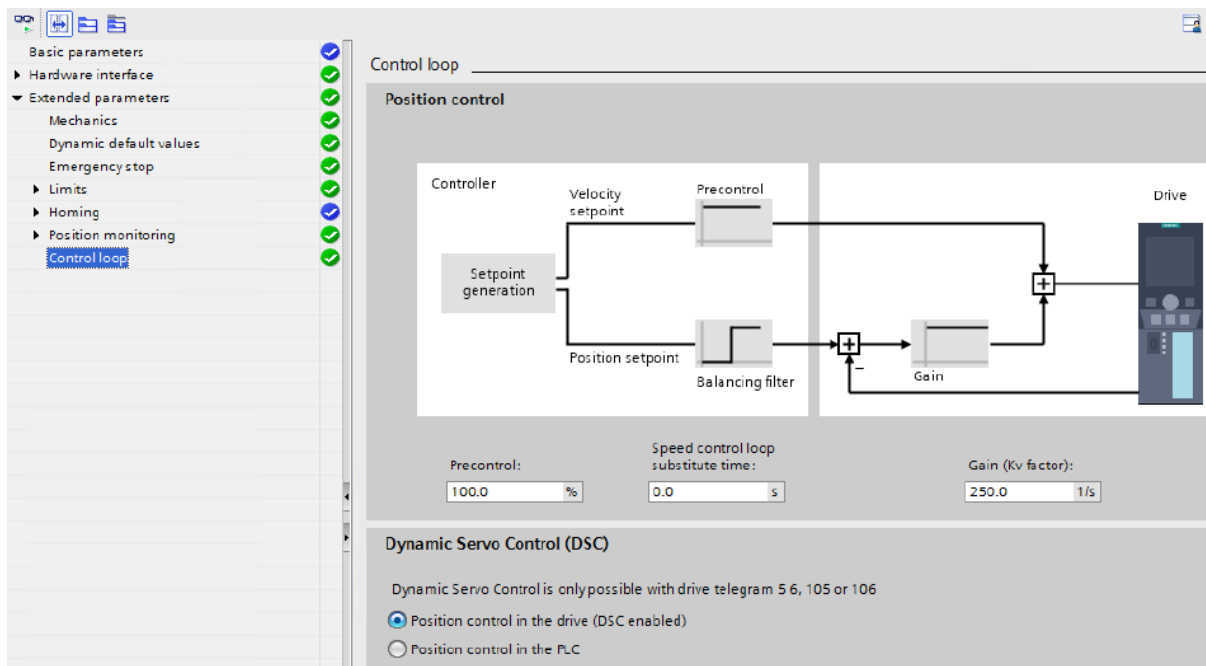 Basic parameters
Hardware interface
Extended parameters
Mechanics
Dynamic default values
Emergency stop
Limits
Homing
Position monitoring
Control loop
Control loop
Position control
Controller
Velocity
setpoint
Precontrol
Drive
Setpoint
generation
Position setpoint
Balancing filter
Gain
Precontrol:
100.0 %
Speed control loop
substitute time:
0.0 s
Gain (Kv factor):
250.0 1/s
Dynamic Servo Control (DSC)
Dynamic Servo Control is only possible with drive telegram 5 6, 105 or 106
Position control in the drive (DSC enabled)
Position control in the PLC